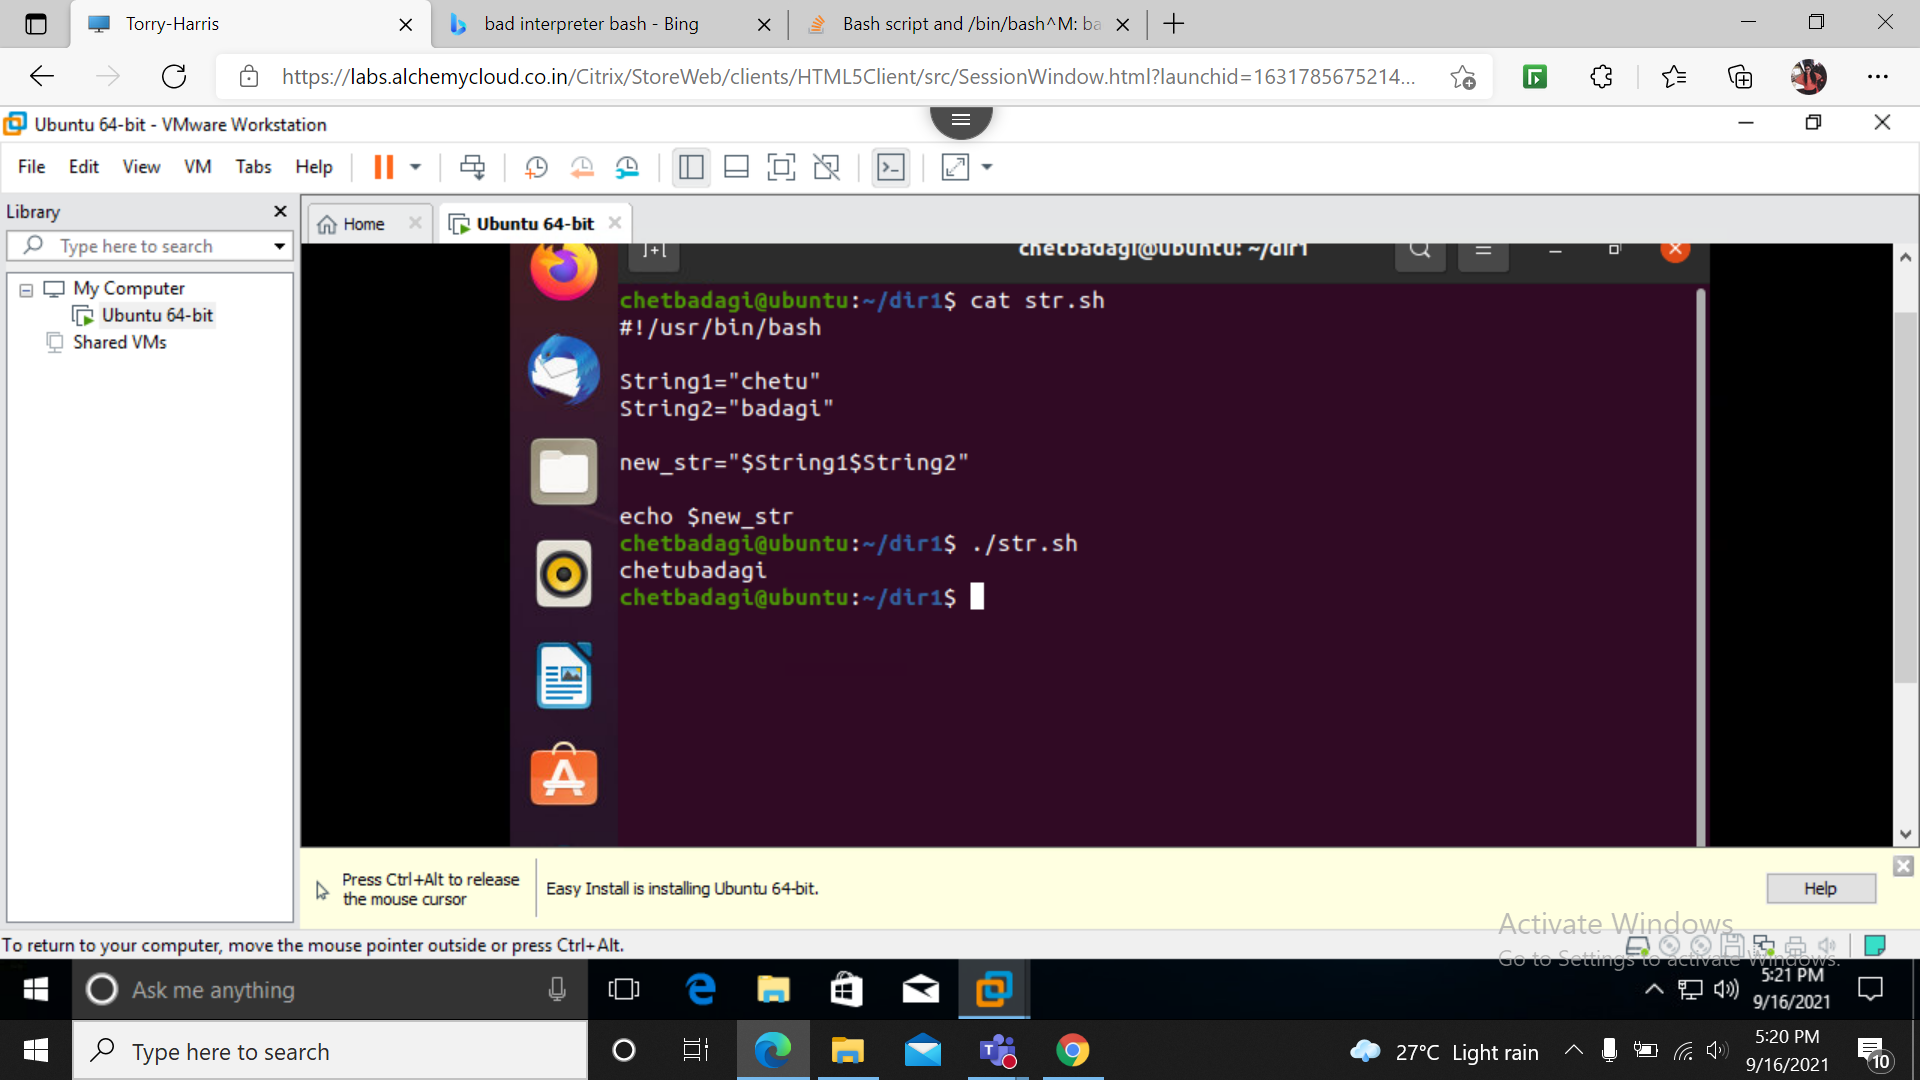 Torry-Harris
bad interpreter bash - Bing
Bash script and /bin/bash^M: ba
https://labs.alchemycloud.co.in/Citrix/StoreWeb/clients/HTML5Client/src/SessionWindow.html?launchid=1631785675214...
Ubuntu 64-bit - VMware Workstation
File Edit View VM Tabs Help
Library
Home
Ubuntu 64-bit
Type here to search
My Computer
Ubuntu 64-bit
Shared VMs
chetbadagi@ubuntu: ~/dir1
chetbadagi@ubuntu:~/dir1$ cat str.sh
#!/usr/bin/bash
String1="chetu"
String2="badagi"
new_str="$String1$String2"
echo $new_str
chetbadagi@ubuntu:~/dir1$ ./str.sh
chetubadagi
chetbadagi@ubuntu:~/dir1$
Press Ctrl+Alt to release
the mouse cursor
Easy Install is installing Ubuntu 64-bit.
Help
Activate Windows
Go to Settings to activate Windows.
To return to your computer, move the mouse pointer outside or press Ctrl+Alt.
Ask me anything
5:21 PM
9/16/2021
Type here to search
27°C Light rain
5:20 PM
9/16/2021
10